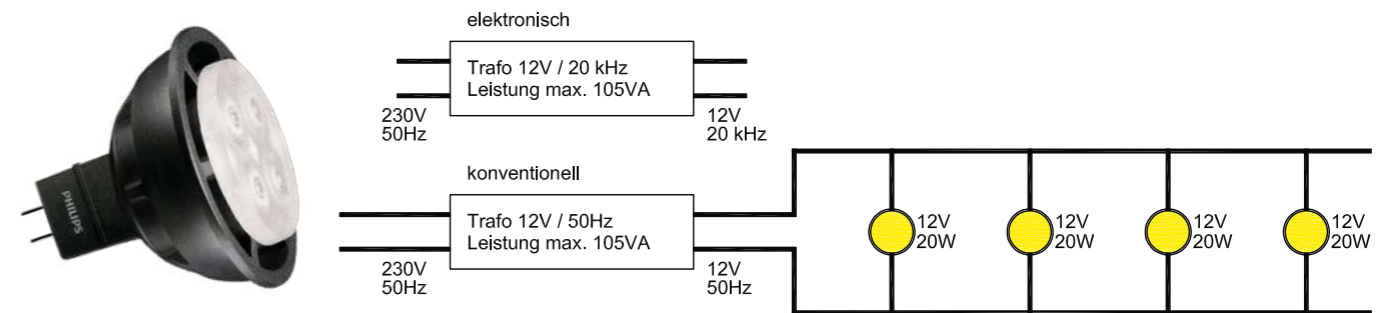 elektronisch
Trafo 12V / 20 kHz
Leistung max. 105VA
230V
50Hz
12V
20 kHz
konventionell
Trafo 12V / 50Hz
Leistung max. 105VA
230V
50Hz
12V
50Hz
12V
20W
12V
20W
12V
20W
12V
20W
PHILIPS